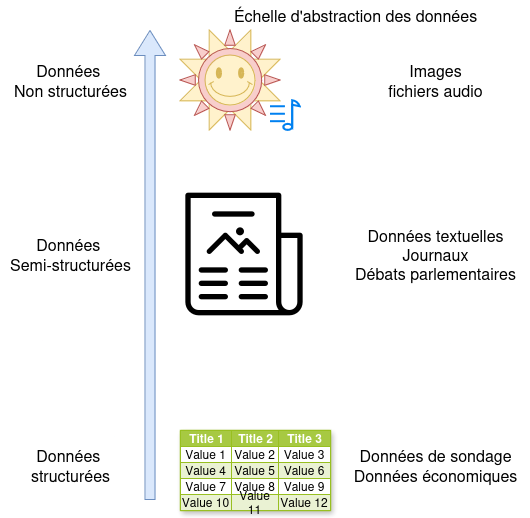 Échelle d'abstraction des données
Données
Non structurées
Images
fichiers audio
Données
Semi-structurées
Données textuelles
Journaux
Débats parlementaires
Données
structurées
Title 1 Title 2 Title 3
Value 1 Value 2 Value 3
Value 4 Value 5 Value 6
Value 7 Value 8 Value 9
Value 10 Value 11 Value 12
Données de sondage
Données économiques